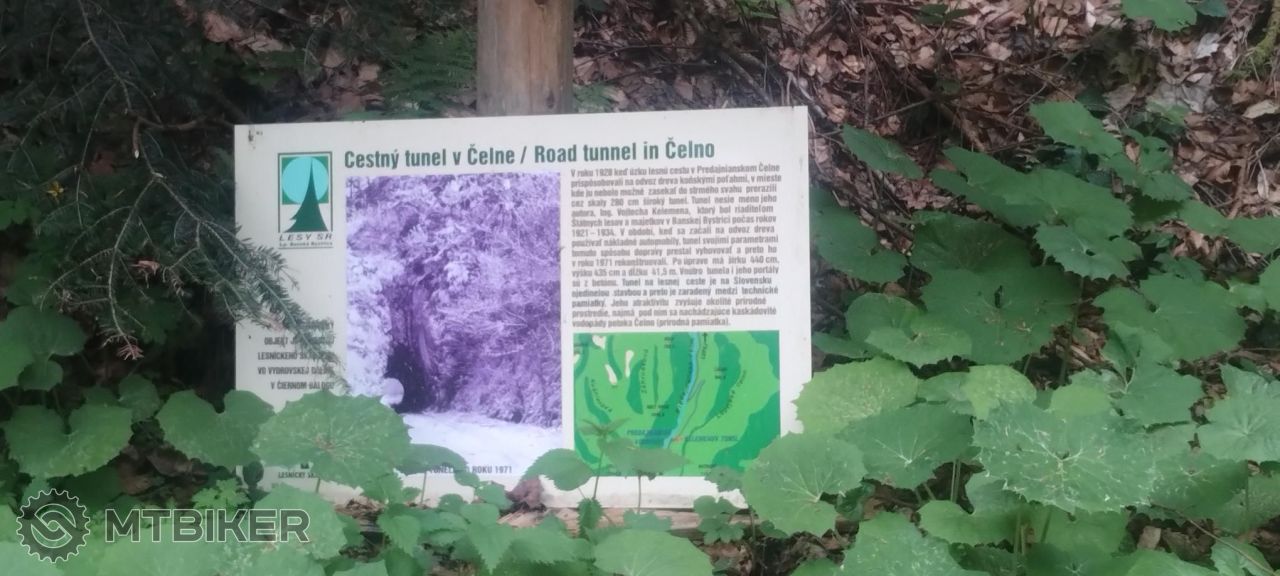 Cestný tunel v Čelne / Road tunnel in Čelno
LESY SR
V roku 1928 keď úzku cestu v Predajnianskom Čelne
prispôsobovali na odvoz dreva konskými poťahmi, v mieste
kde ju nebolo možné zasekať do strmého svahu prerazili
cez skaly 280 cm široký tunel. Tunel nesie meno jeho
autora, Ing. Vojtecha Kelemena, ktorý bol riaditeľom
Štátnych lesov a majetkov v Banskej Bystrici počas rokov
1921–1934. V období, keď sa začali na odvoz dreva
používať nákladné automobily, tunel svojimi parametrami
tomuto spôsobu dopravy prestal vyhovovať a preto ho
v roku 1971 rekonštruovali. Po úprave má šírku 440 cm,
výšku 435 cm a dĺžku 41,5 m. Vnútro tunela i jeho portály
sú z betónu. Tunel na lesnej ceste je na Slovensku
ojedinelou stavbou a preto je zaradený medzi technické
pamiatky. Jeho atraktivitu zvyšuje okolité prírodné
prostredie, najmä pod ním sa nachádzajúce kaskádovité
vodopády potoka Čelno (prírodná pamiatka).
OBJEKT
LESNÍCKEHO
VO VYDROVSKEJ
V ČIERNOM BALOGU
ROKU 1971
MTBIKER